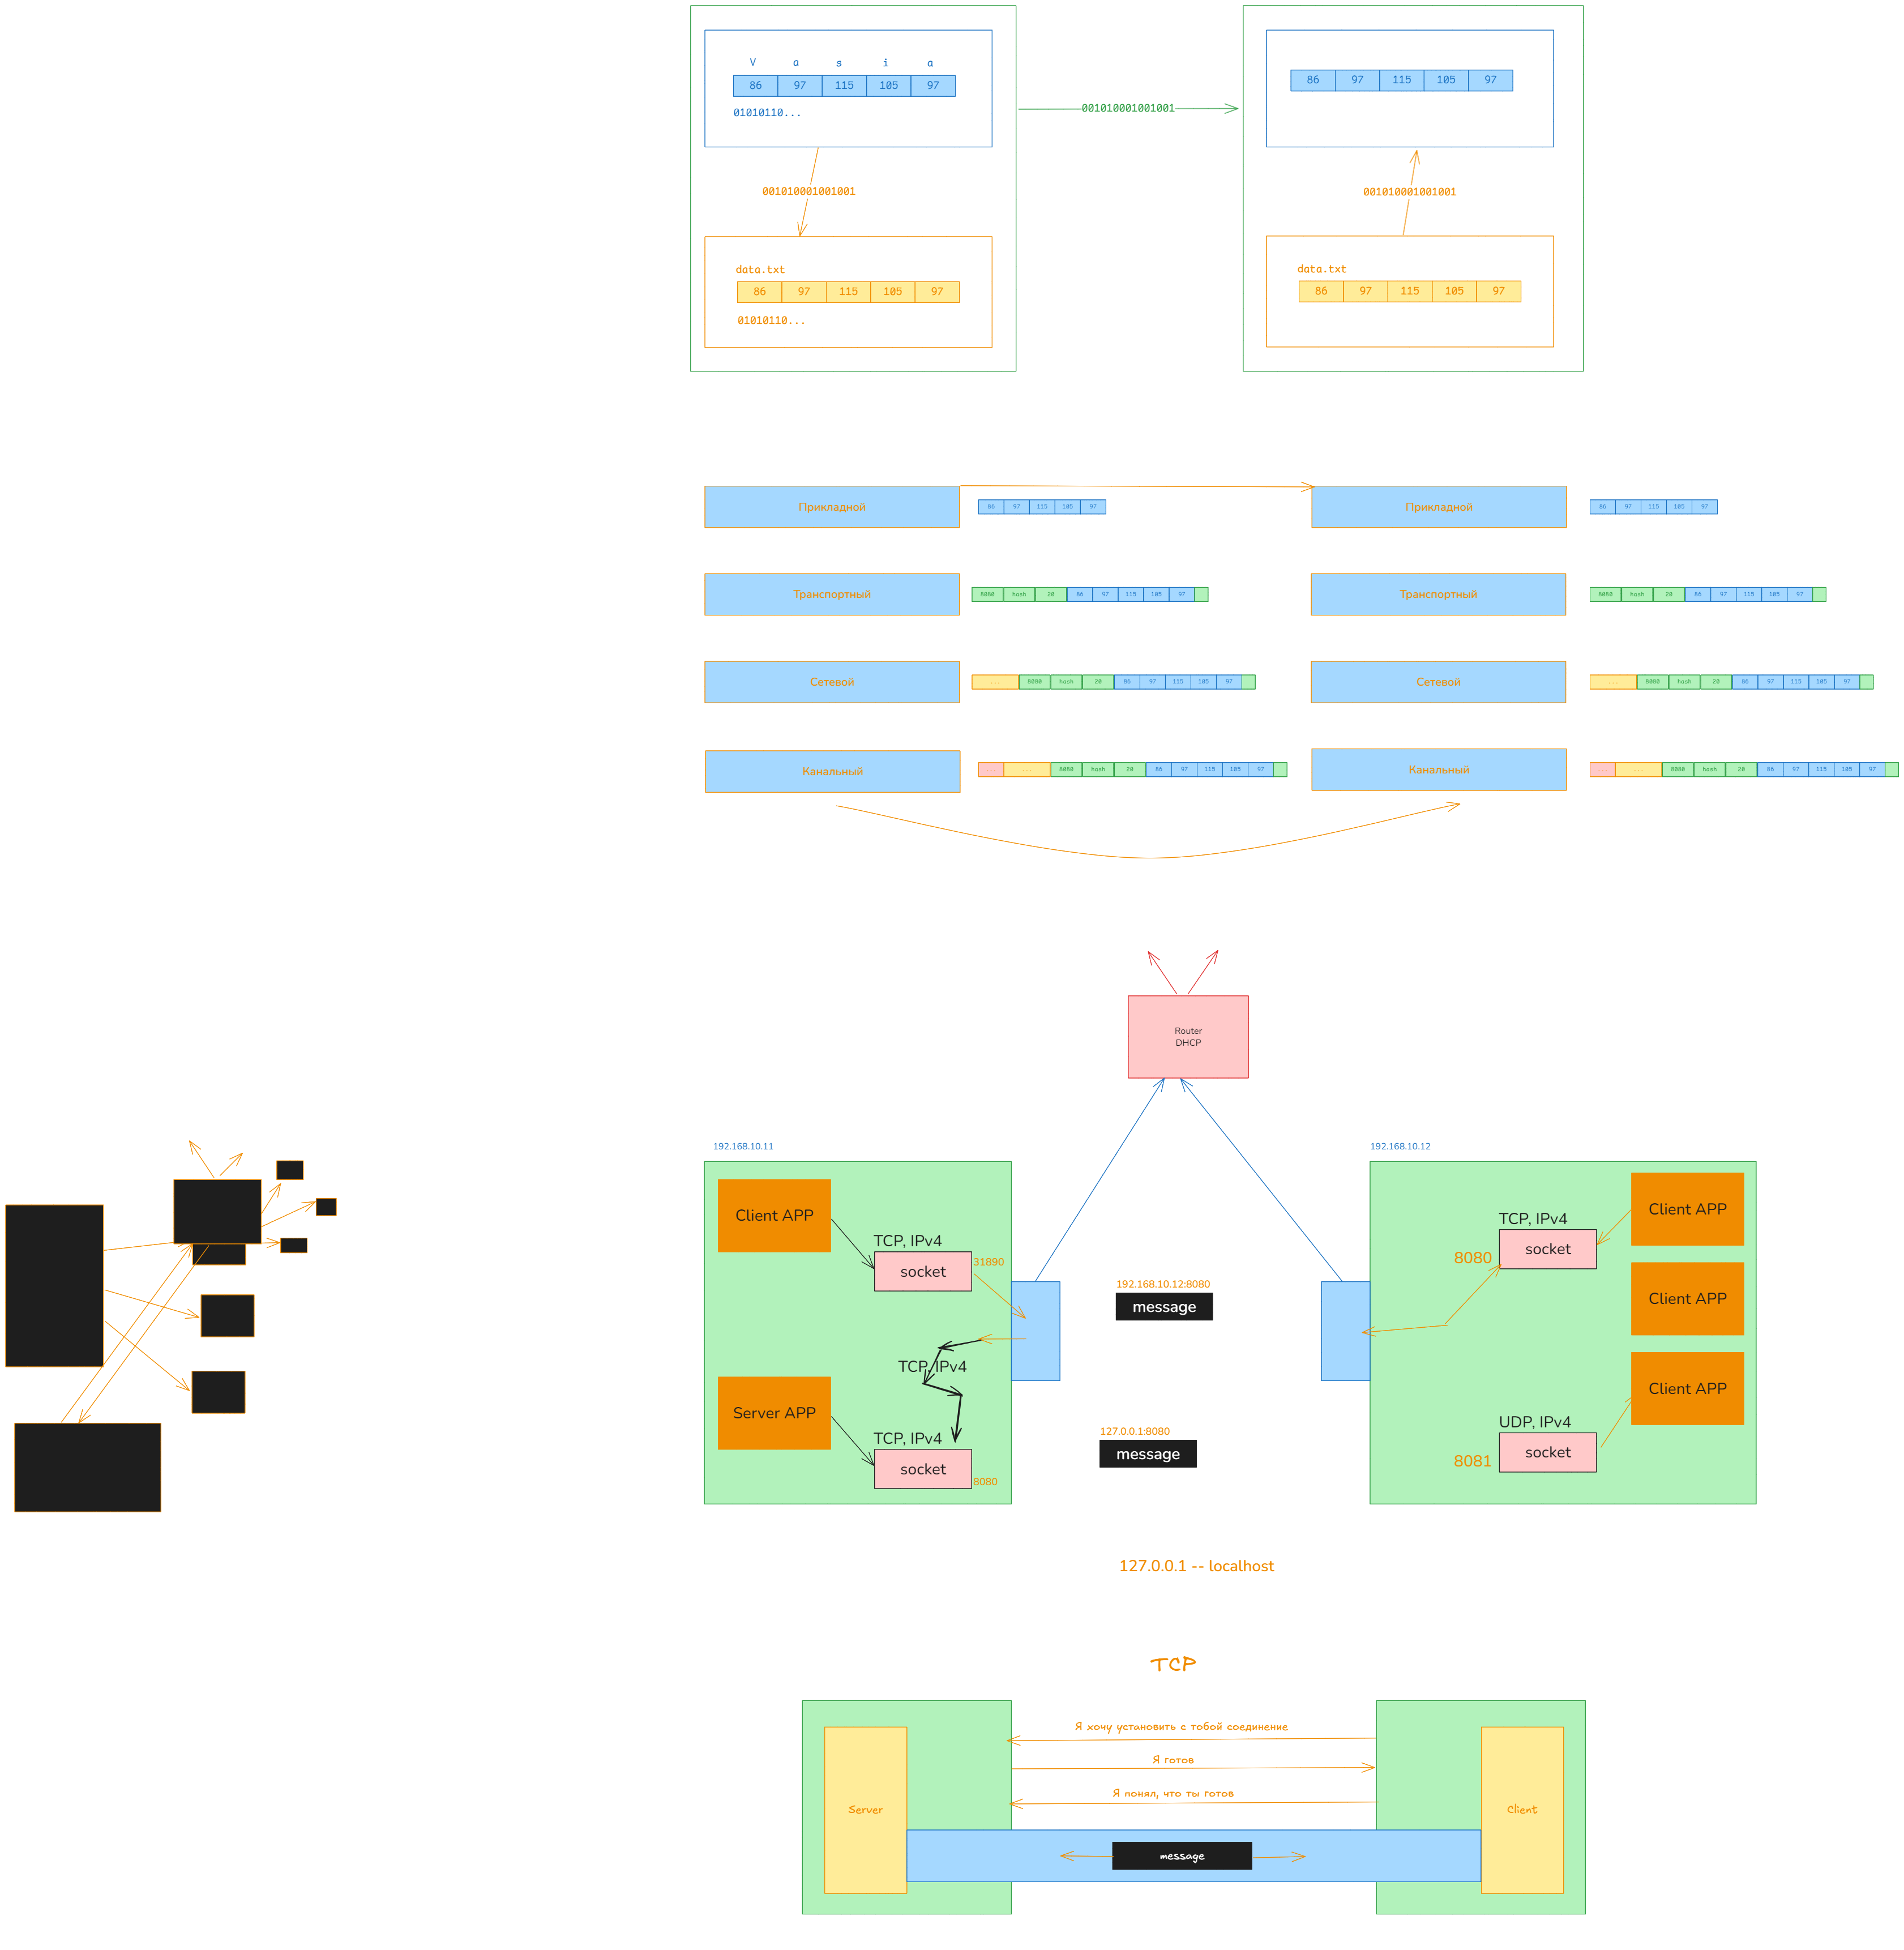 V a s i a
86 97 115 105 97
01010110...
001010001001001
86 97 115 105 97
001010001001001
data.txt
86 97 115 105 97
01010110...
001010001001001
data.txt
86 97 115 105 97
Прикладной
86 97 115 105 97
Прикладной
86 97 115 105 97
Транспортный
8080 hash 20 86 97 115 105 97
Транспортный
8080 hash 20 86 97 115 105 97
Сетевой
... 8080 hash 20 86 97 115 105 97
Сетевой
... 8080 hash 20 86 97 115 105 97
Канальный
... ... 8080 hash 20 86 97 115 105 97
Канальный
... ... 8080 hash 20 86 97 115 105 97
Router
DHCP
192.168.10.11
Client APP
TCP, IPv4
socket
31890
TCP, IPv4
Server APP
TCP, IPv4
socket
8080
192.168.10.12:8080
message
127.0.0.1:8080
message
192.168.10.12
TCP, IPv4
socket
8080
Client APP
Client APP
Client APP
UDP, IPv4
socket
8081
127.0.0.1 -- localhost
TCP
Я хочу установить с тобой соединение
Я готов
Я понял, что ты готов
Server
Client
message